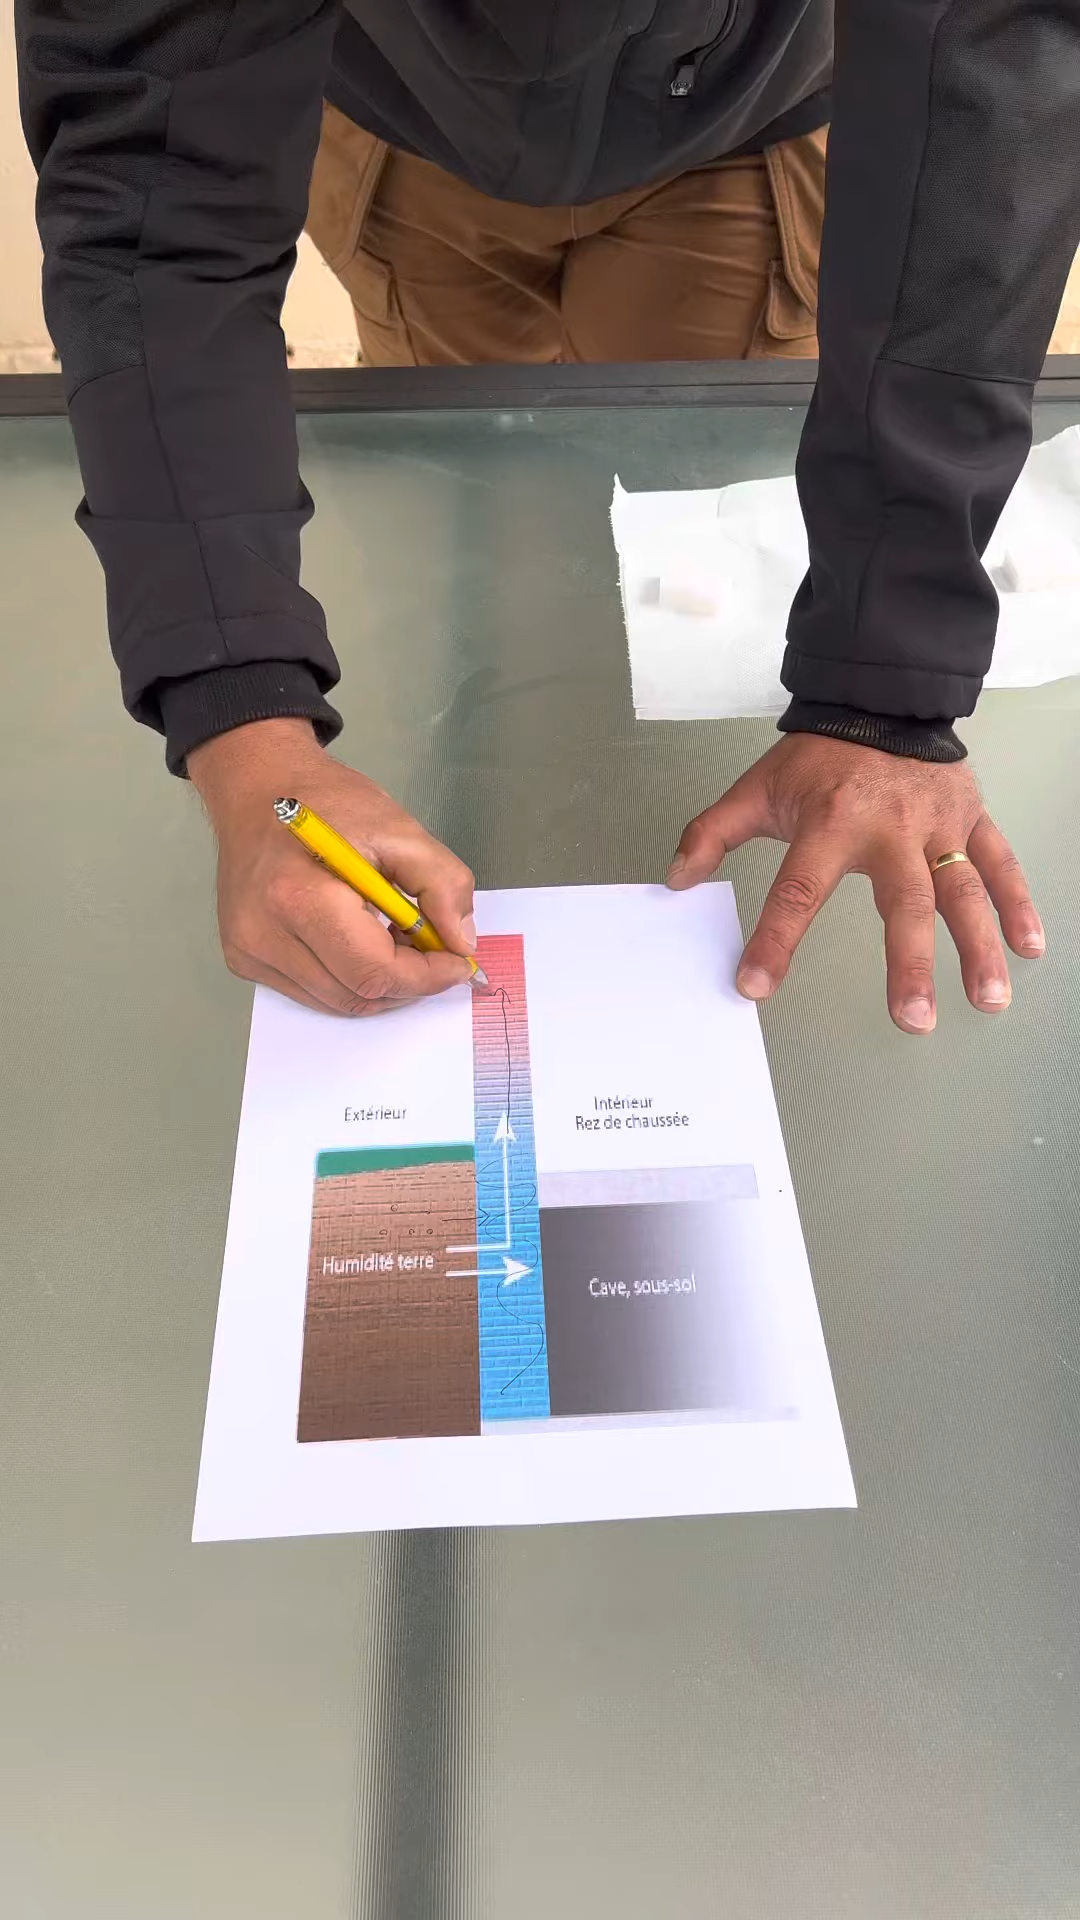 Extérieur
Intérieur
Rez de chaussée
Humidité terre
Cave, sous-sol